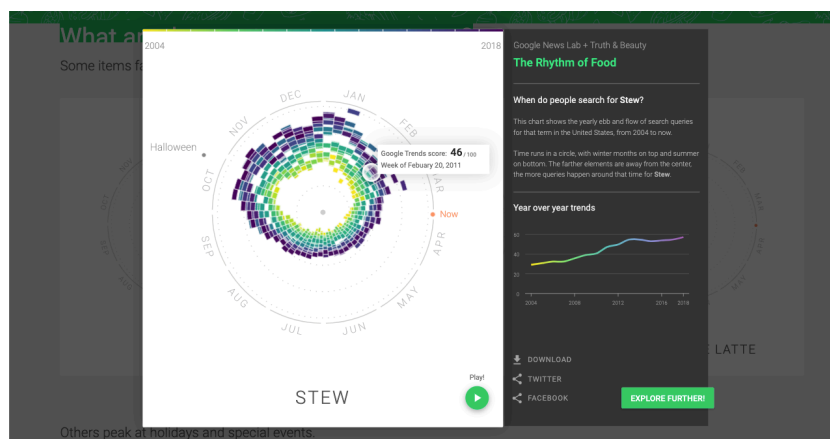 What a
Some items fa
2004
2018
DEC
JAN
NOV
FEB
Halloween
OCT
MAR
Google Trends score: 46 / 100
Week of Febuary 20, 2011
Now
SEP
APR
AUG
MAY
JUL
JUN
STEW
Play!
Google News Lab + Truth & Beauty
The Rhythm of Food
When do people search for Stew?
This chart shows the yearly ebb and flow of search queries
for that term in the United States, from 2004 to now.
Time runs in a circle, with winter months on top and summer
on bottom. The farther elements are away from the center,
the more queries happen around that time for Stew.
Year over year trends
60
40
20
0
2004
2008
2012
2016
2018
DOWNLOAD
TWITTER
FACEBOOK
EXPLORE FURTHER!
LATTE
Others peak at holidays and special events.